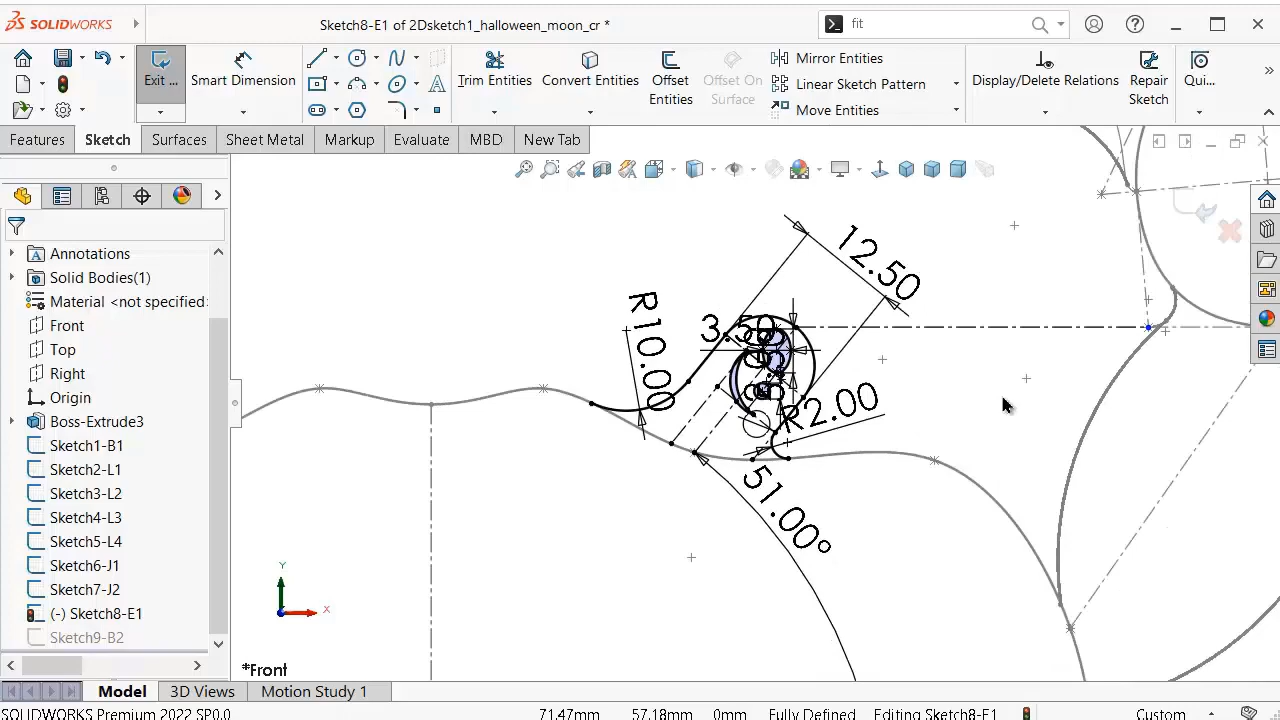 SOLIDWORKS
Sketch8-E1 of 2Dsketch1_halloween_moon_cr *
fit
Exit ...
Smart Dimension
Trim Entities
Convert Entities
Offset
Entities
Offset On
Surface
Mirror Entities
Linear Sketch Pattern
Move Entities
Display/Delete Relations
Repair
Sketch
Qui...
Features
Sketch
Surfaces
Sheet Metal
Markup
Evaluate
MBD
New Tab
Annotations
Solid Bodies(1)
Material <not specified>
Front
Top
Right
Origin
Boss-Extrude3
Sketch1-B1
Sketch2-L1
Sketch3-L2
Sketch4-L3
Sketch5-L4
Sketch6-J1
Sketch7-J2
(-) Sketch8-E1
Sketch9-B2
12.50
R10.00
3.50
R2.00
51.00°
Y
X
*Front
Model
3D Views
Motion Study 1
SOLIDWORKS Premium 2022 SP0.0
71.47mm
57.18mm
0mm
Fully Defined
Editing Sketch8-E1
Custom